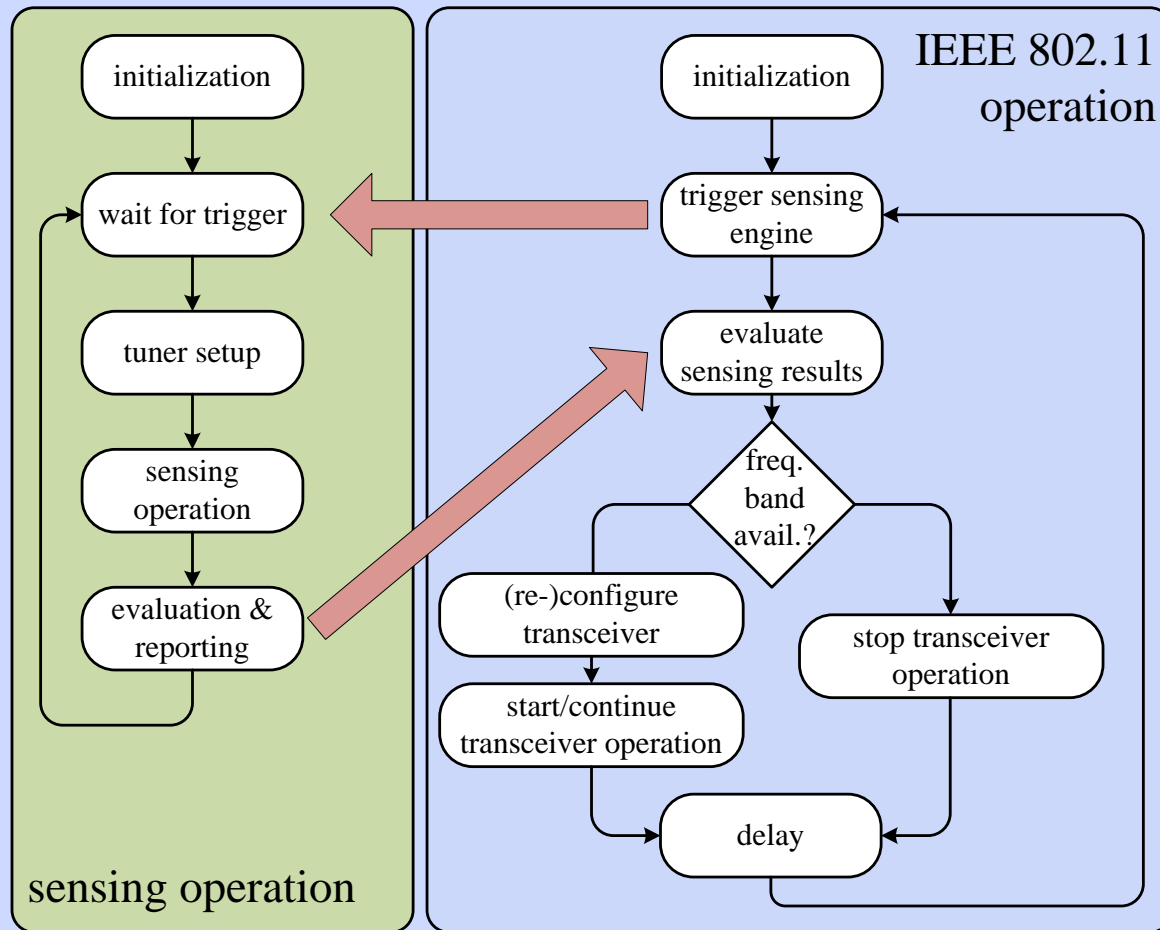 initialization
wait for trigger
tuner setup
sensing
operation
evaluation &
reporting
sensing operation
IEEE 802.11
operation
initialization
trigger sensing
engine
evaluate
sensing results
freq.
band
avail.?
(re-)configure
transceiver
start/continue
transceiver operation
stop transceiver
operation
delay